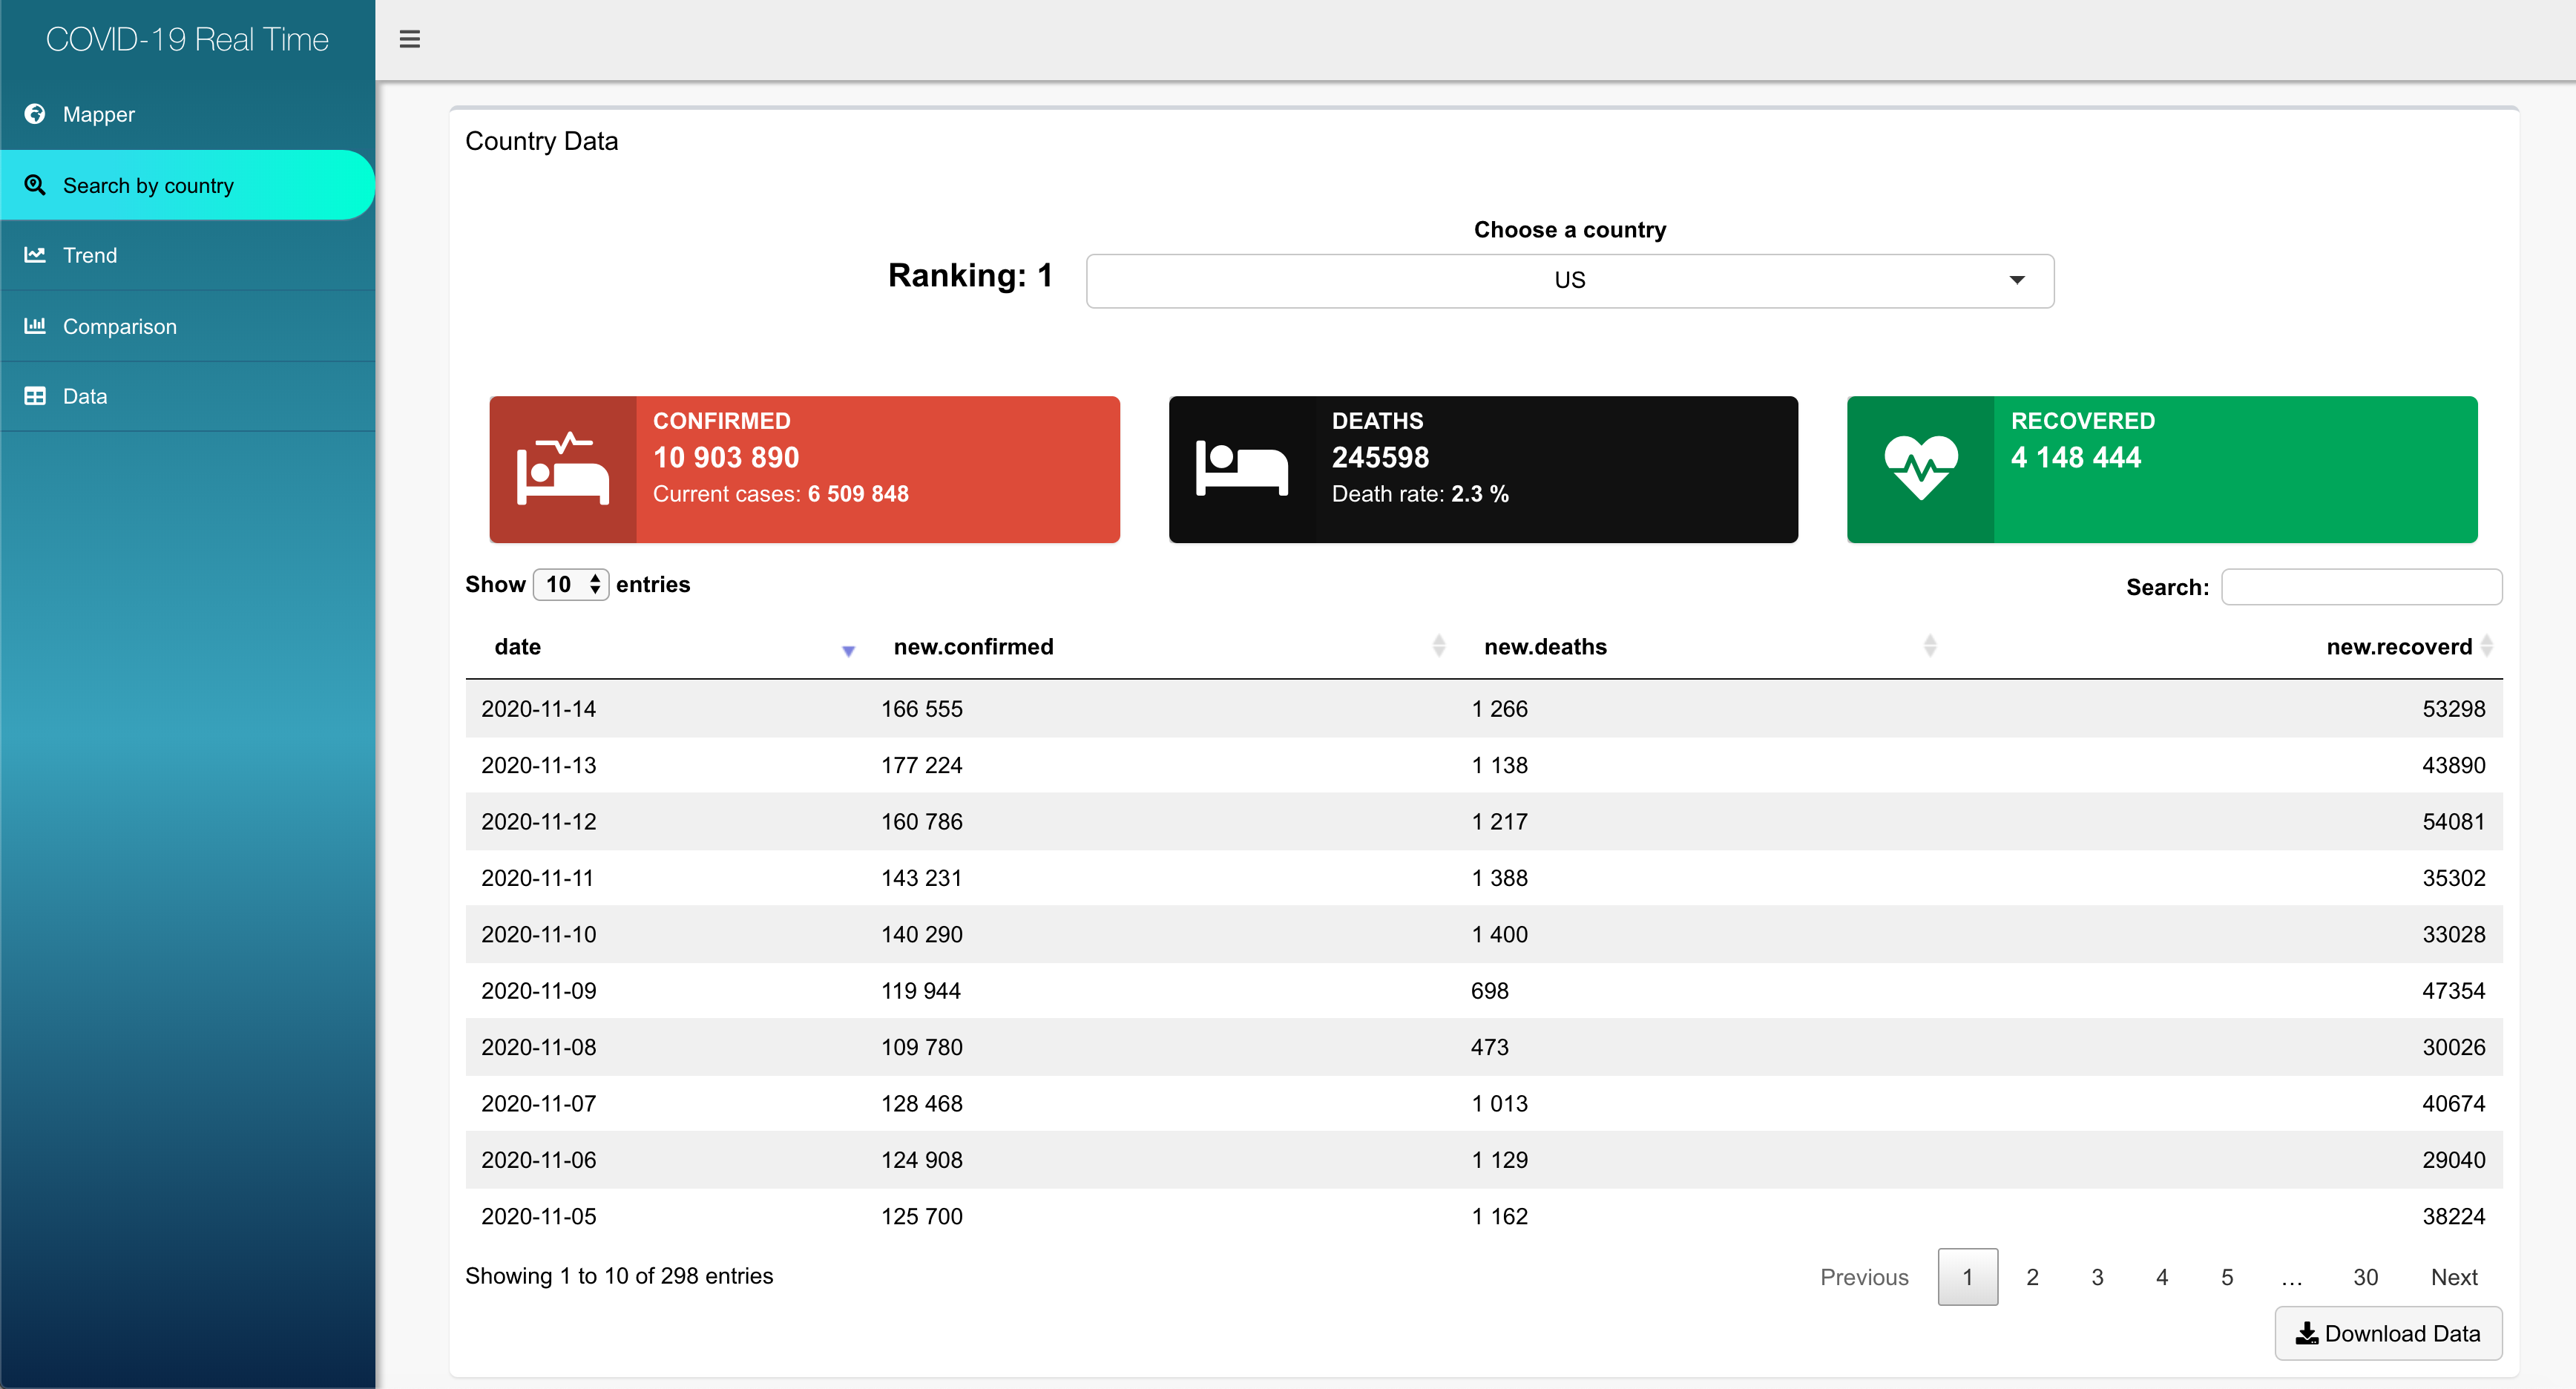 COVID-19 Real Time
Mapper
Search by country
Trend
Comparison
Data
Country Data
Choose a country
Ranking: 1
US
CONFIRMED
10 903 890
Current cases: 6 509 848
DEATHS
245598
Death rate: 2.3 %
RECOVERED
4 148 444
Show 10 entries
Search:
date new.confirmed new.deaths new.recoverd
2020-11-14 166 555 1 266 53298
2020-11-13 177 224 1 138 43890
2020-11-12 160 786 1 217 54081
2020-11-11 143 231 1 388 35302
2020-11-10 140 290 1 400 33028
2020-11-09 119 944 698 47354
2020-11-08 109 780 473 30026
2020-11-07 128 468 1 013 40674
2020-11-06 124 908 1 129 29040
2020-11-05 125 700 1 162 38224
Showing 1 to 10 of 298 entries
Previous 1 2 3 4 5 … 30 Next
Download Data